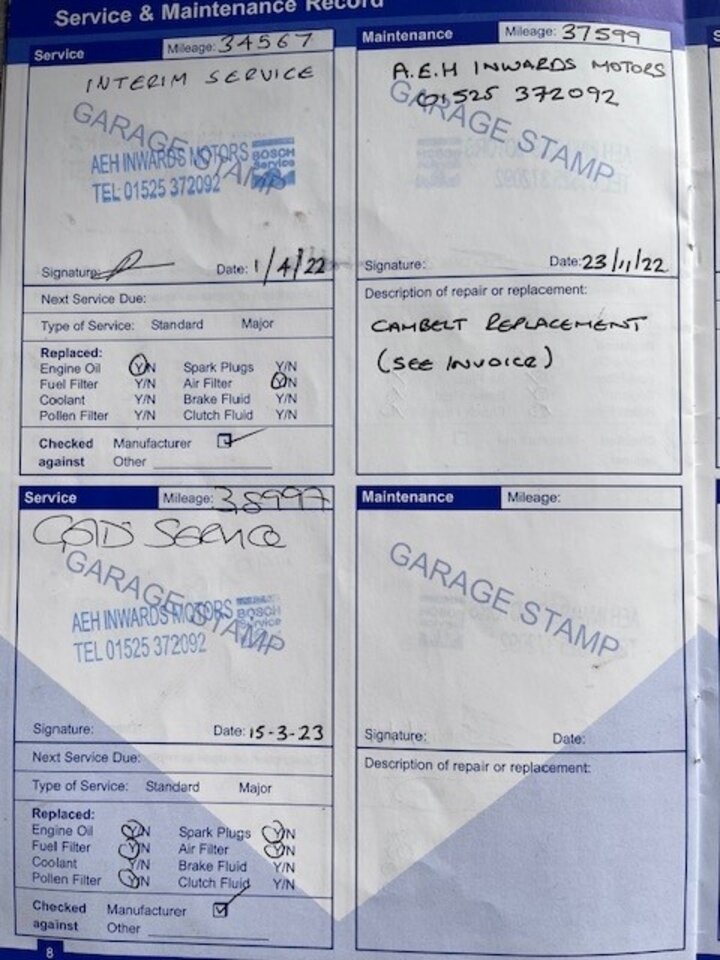 Service & Maintenance Record
Service Mileage: 34567
INTERIM SERVICE
GARAGE STAMP
AEH INWARDS MOTORS BOSCH Service
TEL: 01525 372092
Signature: Date: 1/4/22
Next Service Due:
Type of Service: Standard Major
Replaced:
Engine Oil Y/N Spark Plugs Y/N
Fuel Filter Y/N Air Filter Y/N
Coolant Y/N Brake Fluid Y/N
Pollen Filter Y/N Clutch Fluid Y/N
Checked Manufacturer
against Other
Maintenance Mileage: 37599
A.E.H INWARDS MOTORS
01525 372092
GARAGE STAMP
Signature: Date: 23/11/22
Description of repair or replacement:
CAMBELT REPLACEMENT
(SEE INVOICE)
Service Mileage: 38997
GOLD SERVICE
GARAGE STAMP
AEH INWARDS MOTORS BOSCH Service
TEL 01525 372092
Signature: Date: 15-3-23
Next Service Due:
Type of Service: Standard Major
Replaced:
Engine Oil Y/N Spark Plugs Y/N
Fuel Filter Y/N Air Filter Y/N
Coolant Y/N Brake Fluid Y/N
Pollen Filter Y/N Clutch Fluid Y/N
Checked Manufacturer
against Other
Maintenance Mileage:
GARAGE STAMP
Signature: Date:
Description of repair or replacement:
8